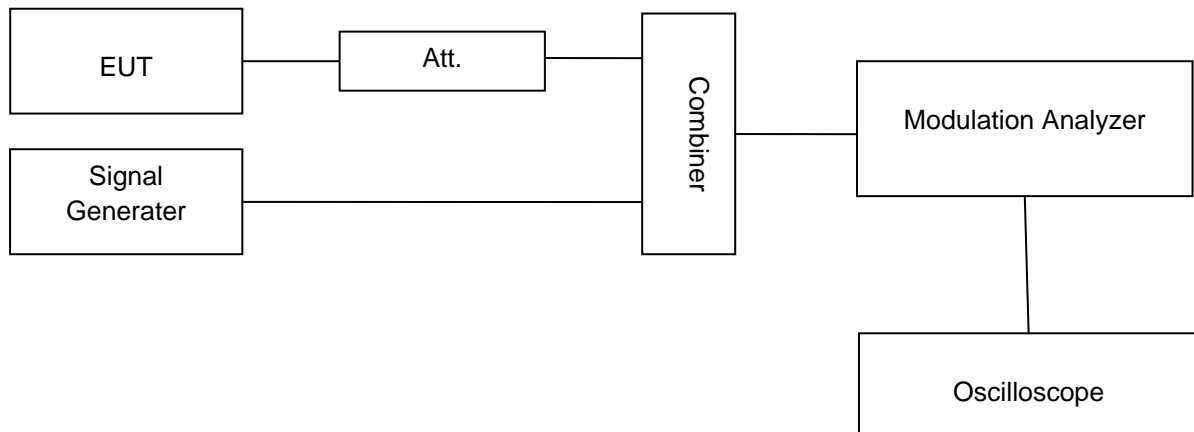 EUT
Att.
Combiner
Modulation Analyzer
Signal
Generater
Oscilloscope